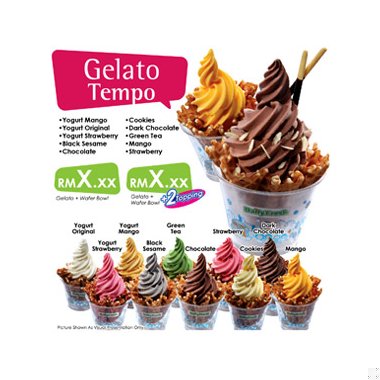 Gelato
Tempo
•Yogurt Mango
•Yogurt Original
•Yogurt Strawberry
•Black Sesame
•Chocolate
•Cookies
•Dark Chocolate
•Green Tea
•Mango
•Strawberry
RMX.XX
Gelato + Wafer Bowl
RMX.XX
Gelato +
Wafer Bowl
+2 topping
Yogurt
Original
Yogurt
Strawberry
Yogurt
Mango
Black
Sesame
Green
Tea
Chocolate
Strawberry
Cookies
Dark
Chocolate
Mango
Picture Shown As Visual Presentation Only